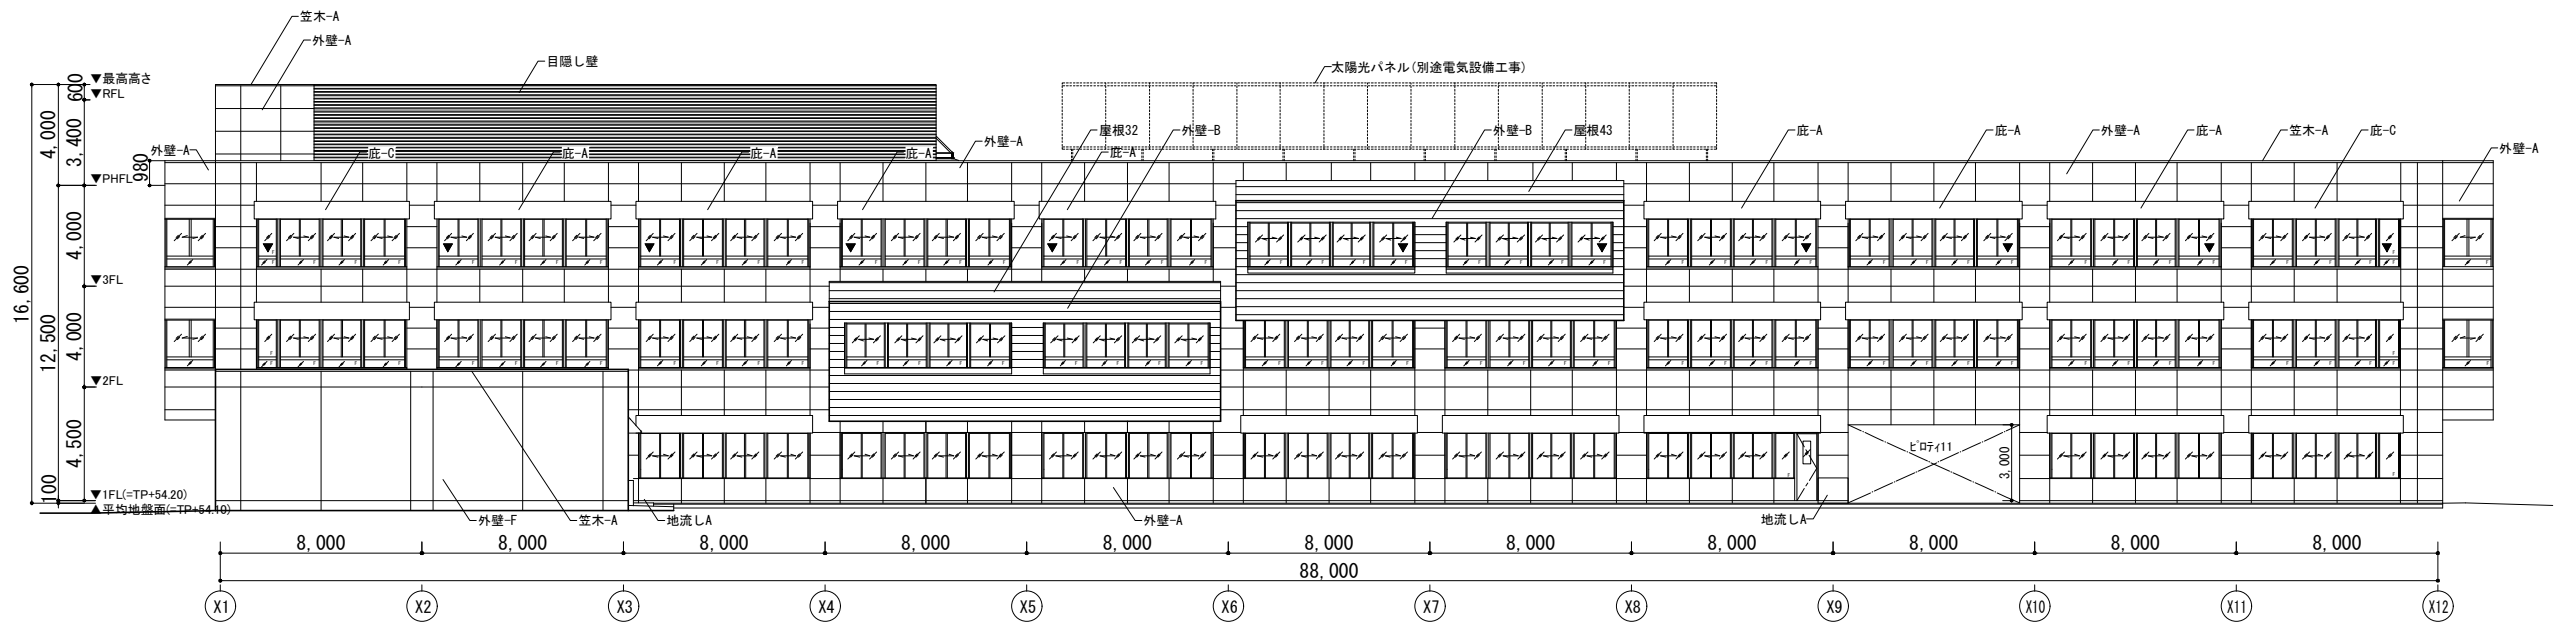 笠木-A
外壁-A
目隠し壁
太陽光パネル(別途電気設備工事)
▼最高高さ
▼RFL
600
4,000
3,400
980
外壁-A
庇-C
庇-A
庇-A
庇-A
外壁-A
屋根32
庇-A
外壁-B
外壁-B
屋根43
庇-A
庇-A
外壁-A
庇-A
笠木-A
庇-C
外壁-A
▼PHFL
4,000
▼3FL
16,600
12,500
4,000
▼2FL
4,500
100
▼1FL(=TP+54.20)
▲平均地盤面(=TP+54.10)
ピロティ11
3,000
外壁-F
笠木-A
地流しA
外壁-A
地流しA
8,000 8,000 8,000 8,000 8,000 8,000 8,000 8,000 8,000 8,000 8,000
88,000
X1 X2 X3 X4 X5 X6 X7 X8 X9 X10 X11 X12